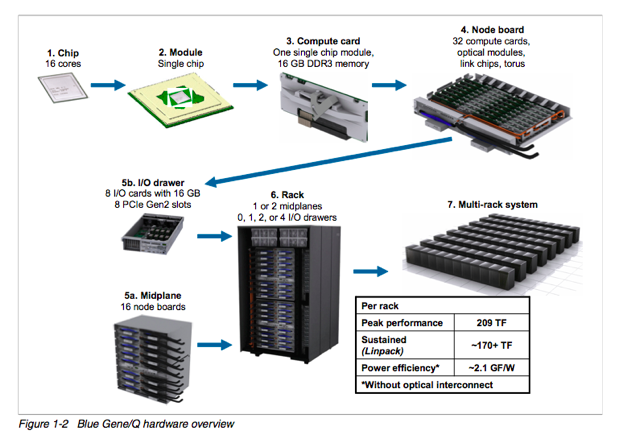 1. Chip
16 cores
2. Module
Single chip
3. Compute card
One single chip module,
16 GB DDR3 memory
4. Node board
32 compute cards,
optical modules,
link chips, torus
5b. I/O drawer
8 I/O cards with 16 GB
8 PCIe Gen2 slots
6. Rack
1 or 2 midplanes
0, 1, 2, or 4 I/O drawers
7. Multi-rack system
5a. Midplane
16 node boards
Per rack
Peak performance 209 TF
Sustained
(Linpack) ~170+ TF
Power efficiency* ~2.1 GF/W
*Without optical interconnect
Figure 1-2 Blue Gene/Q hardware overview